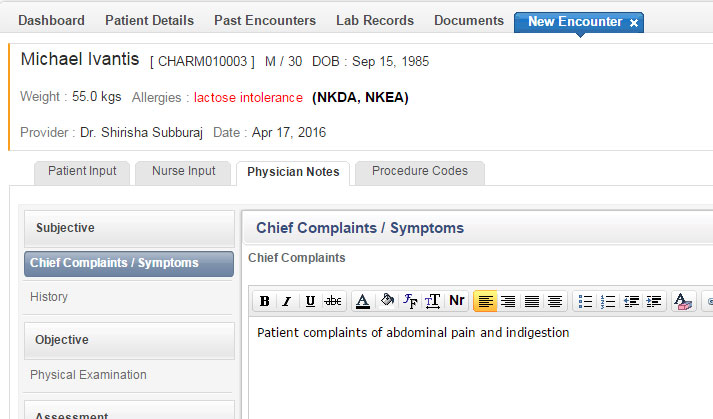 Dashboard Patient Details Past Encounters Lab Records Documents New Encounter x
Michael Ivantis [ CHARM010003 ] M / 30 DOB : Sep 15, 1985
Weight : 55.0 kgs Allergies : lactose intolerance (NKDA, NKEA)
Provider : Dr. Shirisha Subburaj Date : Apr 17, 2016
Patient Input Nurse Input Physician Notes Procedure Codes
Subjective
Chief Complaints / Symptoms
History
Objective
Physical Examination
Assessment
Chief Complaints / Symptoms
Chief Complaints
B I U abc A F TT Nr A
Patient complaints of abdominal pain and indigestion